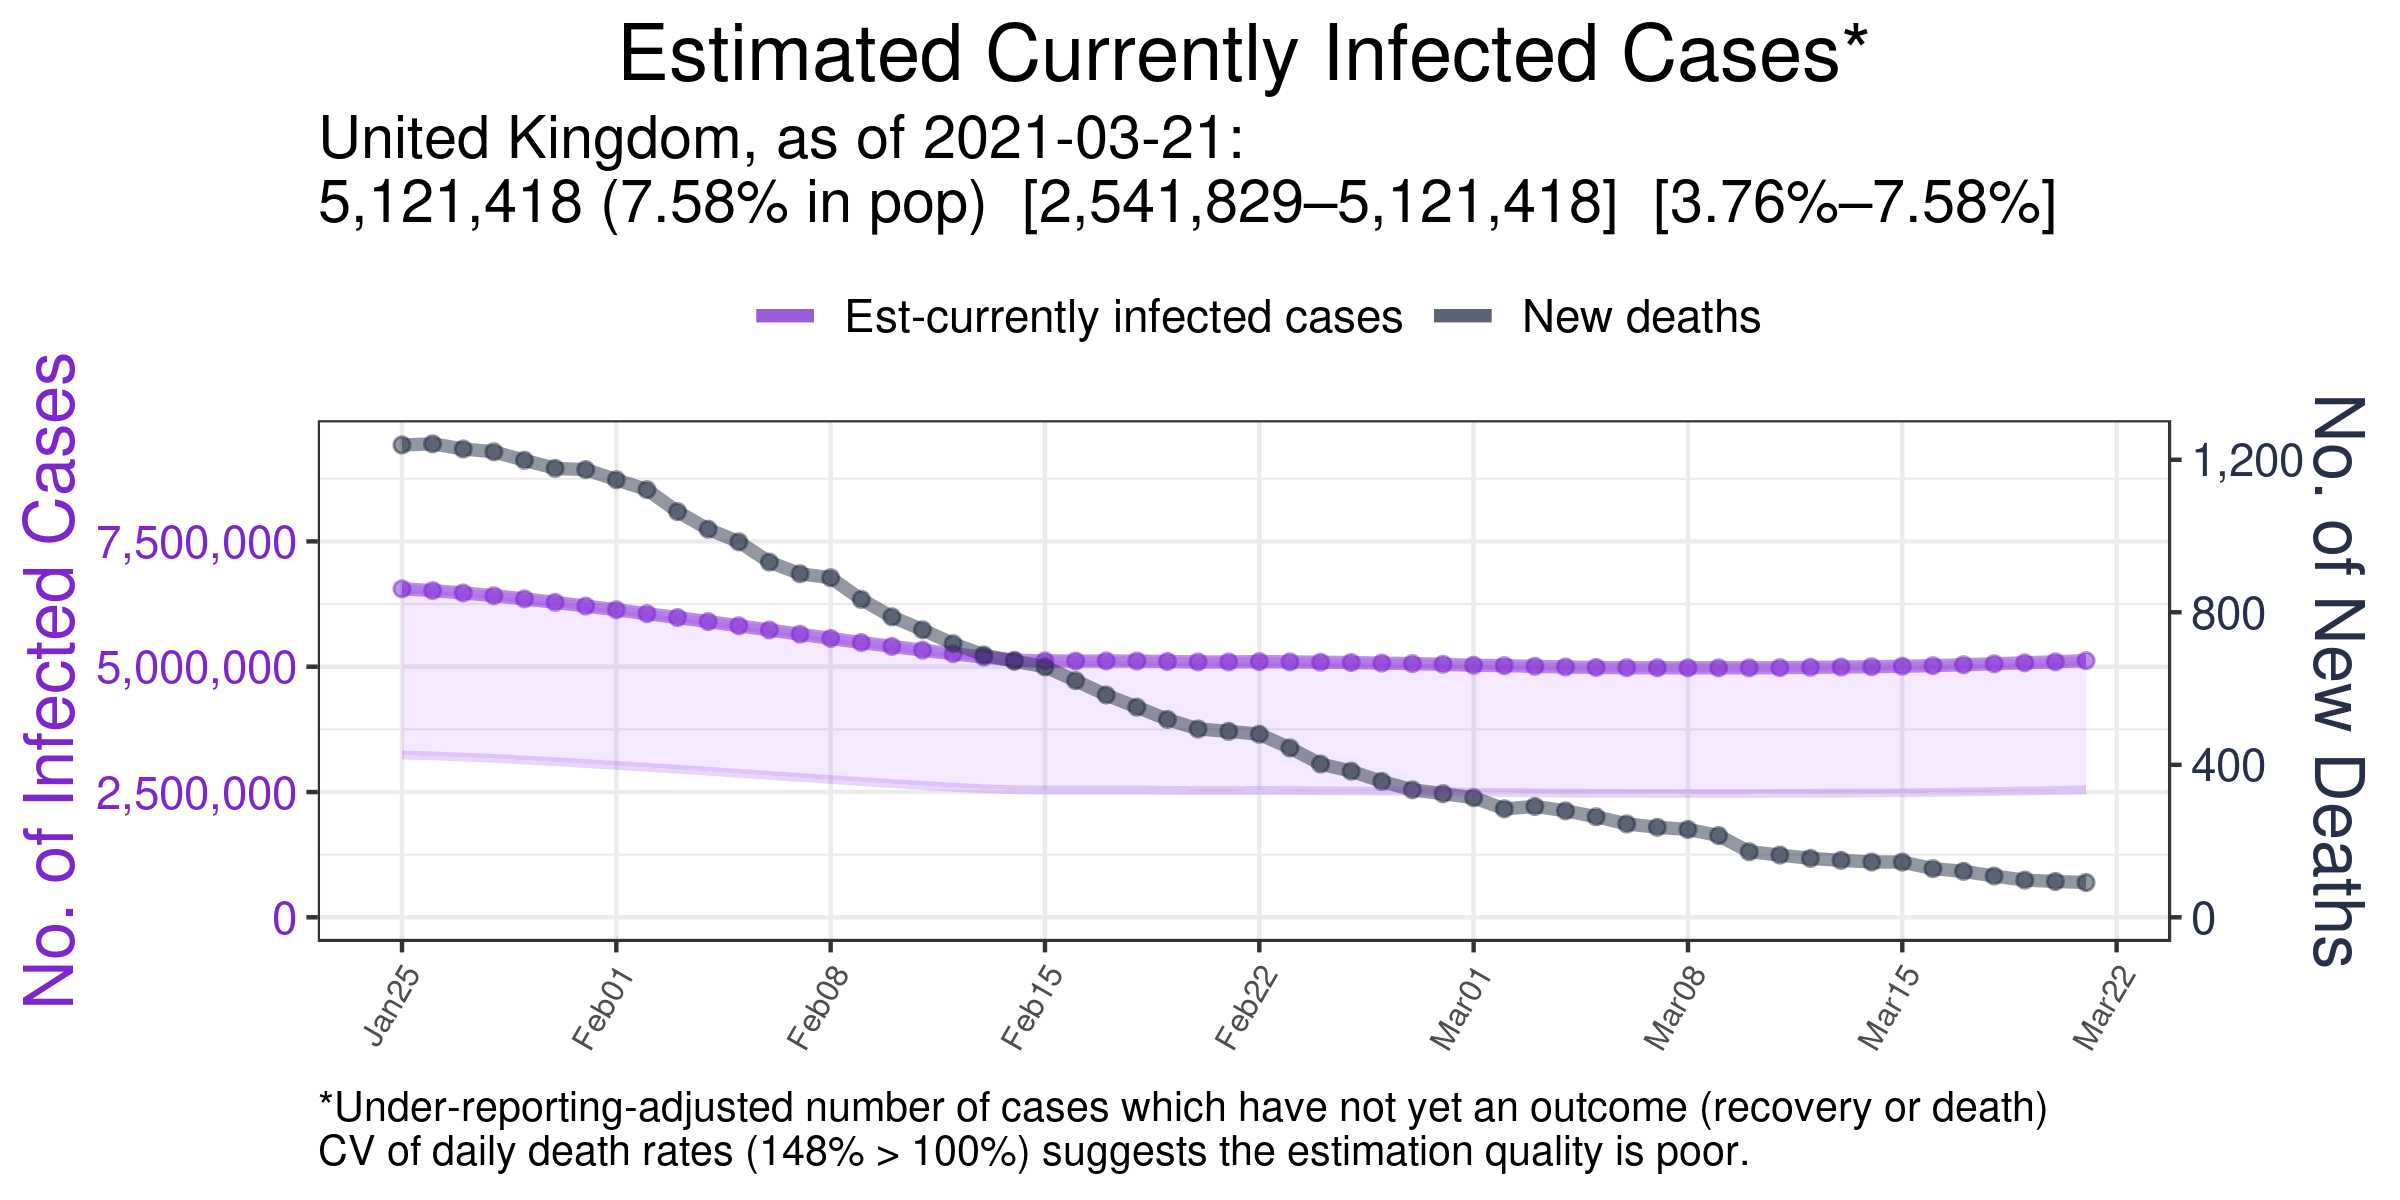 Estimated Currently Infected Cases*
United Kingdom, as of 2021-03-21:
5,121,418 (7.58% in pop) [2,541,829–5,121,418] [3.76%–7.58%]
Est-currently infected cases
New deaths
No. of Infected Cases
7,500,000
5,000,000
2,500,000
0
1,200
800
400
0
No. of New Deaths
Jan25
Feb01
Feb08
Feb15
Feb22
Mar01
Mar08
Mar15
Mar22
*Under-reporting-adjusted number of cases which have not yet an outcome (recovery or death)
CV of daily death rates (148% > 100%) suggests the estimation quality is poor.